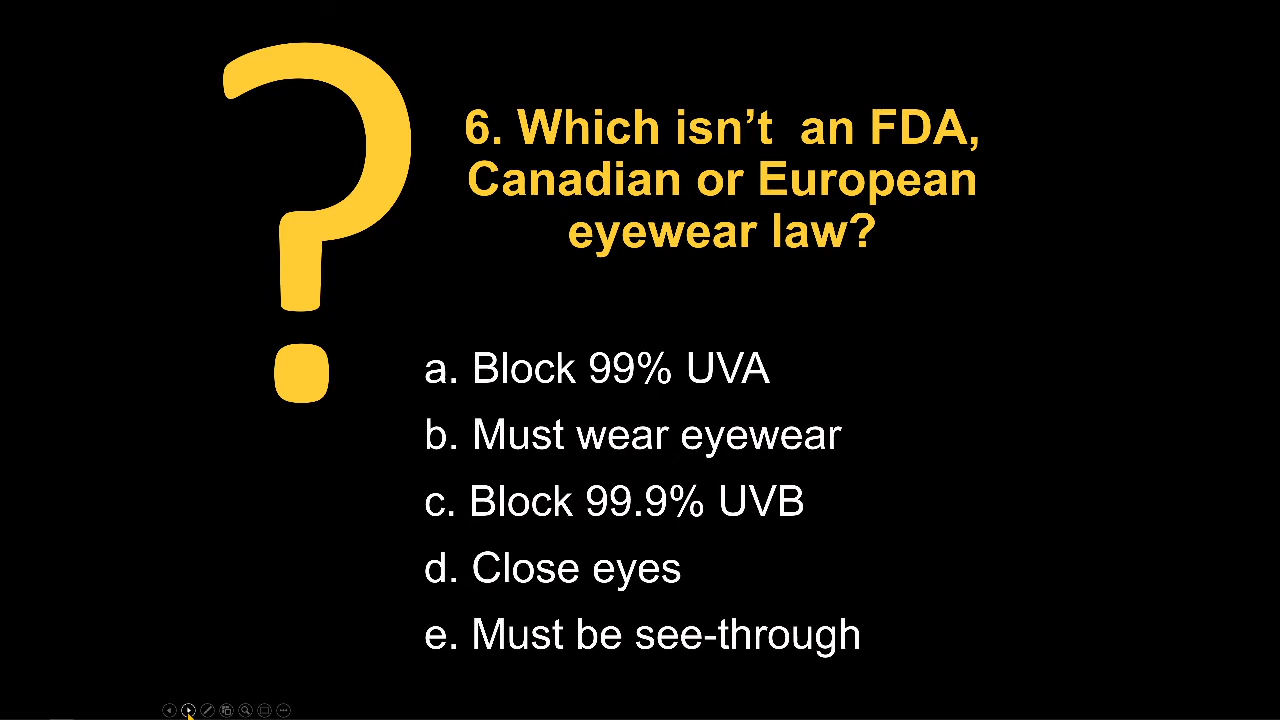 ?
6. Which isn’t  an FDA,
Canadian or European
eyewear law?
a. Block 99% UVA
b. Must wear eyewear
c. Block 99.9% UVB
d. Close eyes
e. Must be see-through